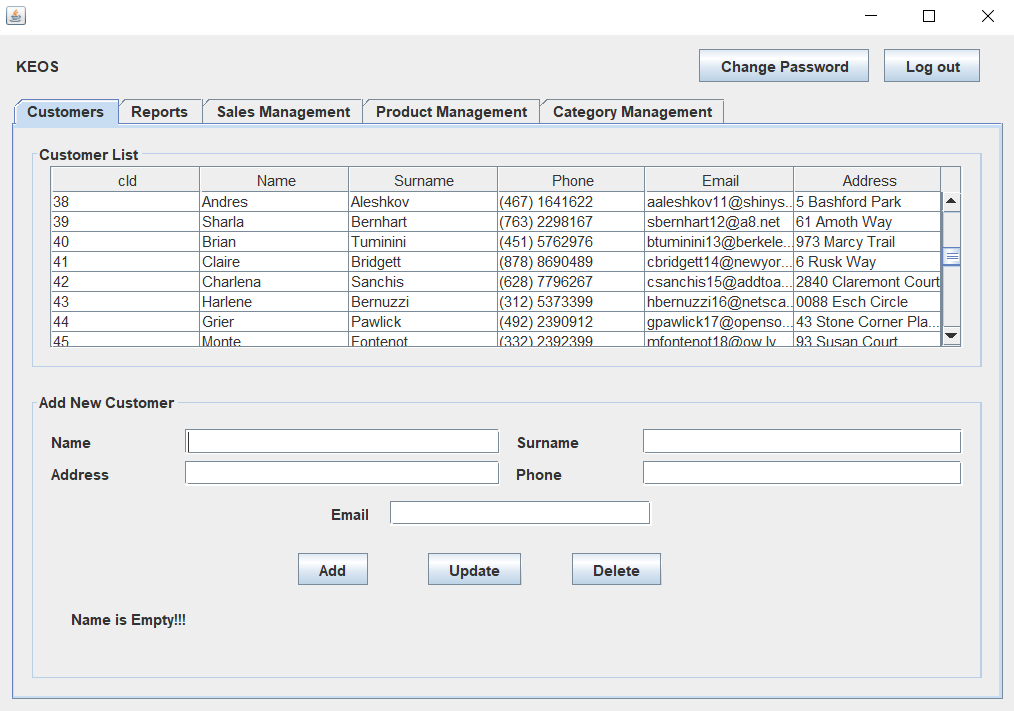 KEOS
Change Password Log out
Customers Reports Sales Management Product Management Category Management
Customer List
cId Name Surname Phone Email Address
38 Andres Aleshkov (467) 1641622 aaleshkov11@shinys... 5 Bashford Park
39 Sharla Bernhart (763) 2298167 sbernhart12@a8.net 61 Amoth Way
40 Brian Tuminini (451) 5762976 btuminini13@berkele... 973 Marcy Trail
41 Claire Bridgett (878) 8690489 cbridgett14@newyor... 6 Rusk Way
42 Charlena Sanchis (628) 7796267 csanchis15@addtoa... 2840 Claremont Court
43 Harlene Bernuzzi (312) 5373399 hbernuzzi16@netsca... 0088 Esch Circle
44 Grier Pawlick (492) 2390912 gpawlick17@openso... 43 Stone Corner Pla...
45 Monte Fontenot (332) 2392399 mfontenot18@ow.ly 93 Susan Court
Add New Customer
Name Surname
Address Phone
Email
Add Update Delete
Name is Empty!!!